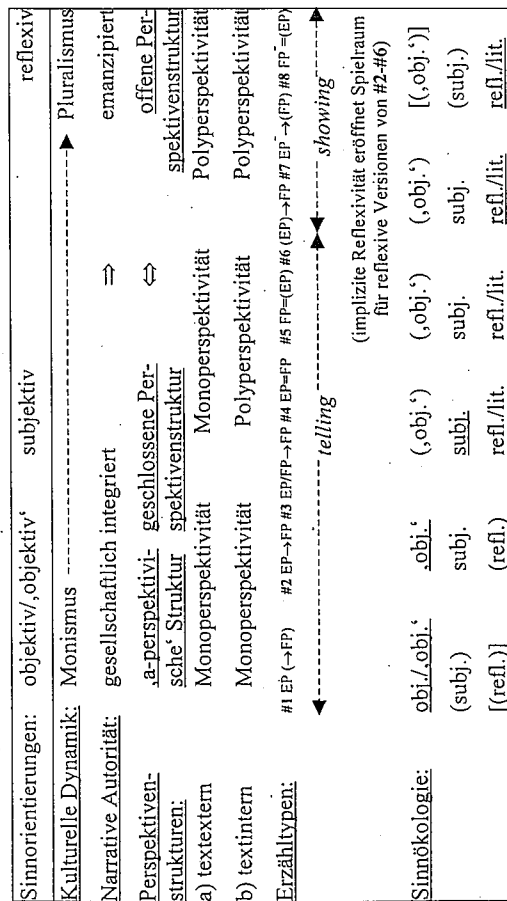 Sinnorientierungen: objektiv/‚objektiv‘ subjektiv reflexiv
Kulturelle Dynamik: Monismus Pluralismus
Narrative Autorität: gesellschaftlich integriert ⇒ emanzipiert
Perspektiven- ‚a-perspektivi- geschlossene Per- ⇔ offene Per-
strukturen: sche‘ Struktur spektivenstruktur spektivenstruktur
a) textextern Monoperspektivität Monoperspektivität Polyperspektivität
b) textintern Monoperspektivität Polyperspektivität Polyperspektivität
Erzähltypen: #1 EP (→FP) #2 EP→FP #3 EP/FP→FP #4 EP=FP #5 FP=(EP) #6 (EP)→FP #7 EP→(FP) #8 FP=(EP)
telling showing
(implizite Reflexivität eröffnet Spielraum
für reflexive Versionen von #2-#6)
Sinnökologie: obj./‚obj.‘ ‚obj.‘ (‚obj.‘) (‚obj.‘) (‚obj.‘) [(‚obj.‘)]
(subj.) subj. subj. subj. subj. (subj.)
[(refl.)] (refl.) refl./lit. refl./lit. refl./lit. refl./lit.